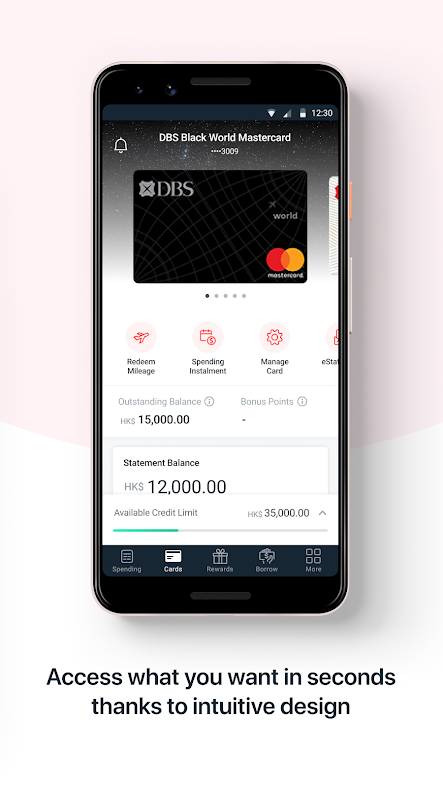 12:30
DBS Black World Mastercard
••••3009
DBS
world
mastercard.
Redeem
Mileage
Spending
Instalment
Manage
Card
eStat
Outstanding Balance
Bonus Points
HK$ 15,000.00
-
Statement Balance
HK$ 12,000.00
Available Credit Limit
HK$ 35,000.00
Spending
Cards
Rewards
Borrow
More
Access what you want in seconds
thanks to intuitive design